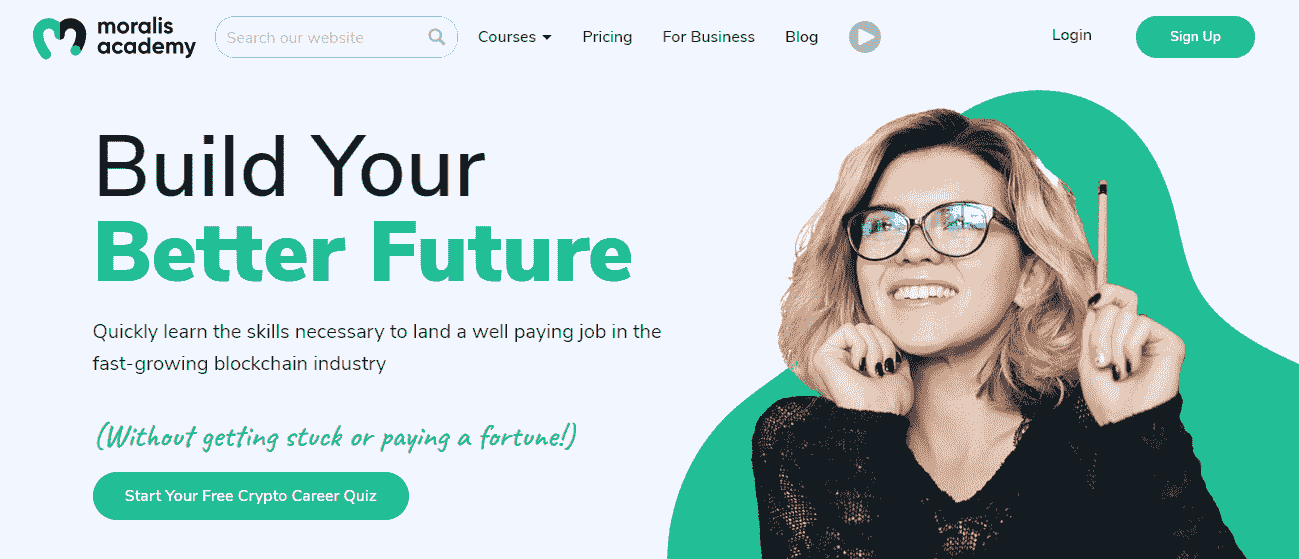 moralis
academy
Search our website
Courses
Pricing
For Business
Blog
Login
Sign Up
Build Your
Better Future
Quickly learn the skills necessary to land a well paying job in the
fast-growing blockchain industry
(Without getting stuck or paying a fortune!)
Start Your Free Crypto Career Quiz